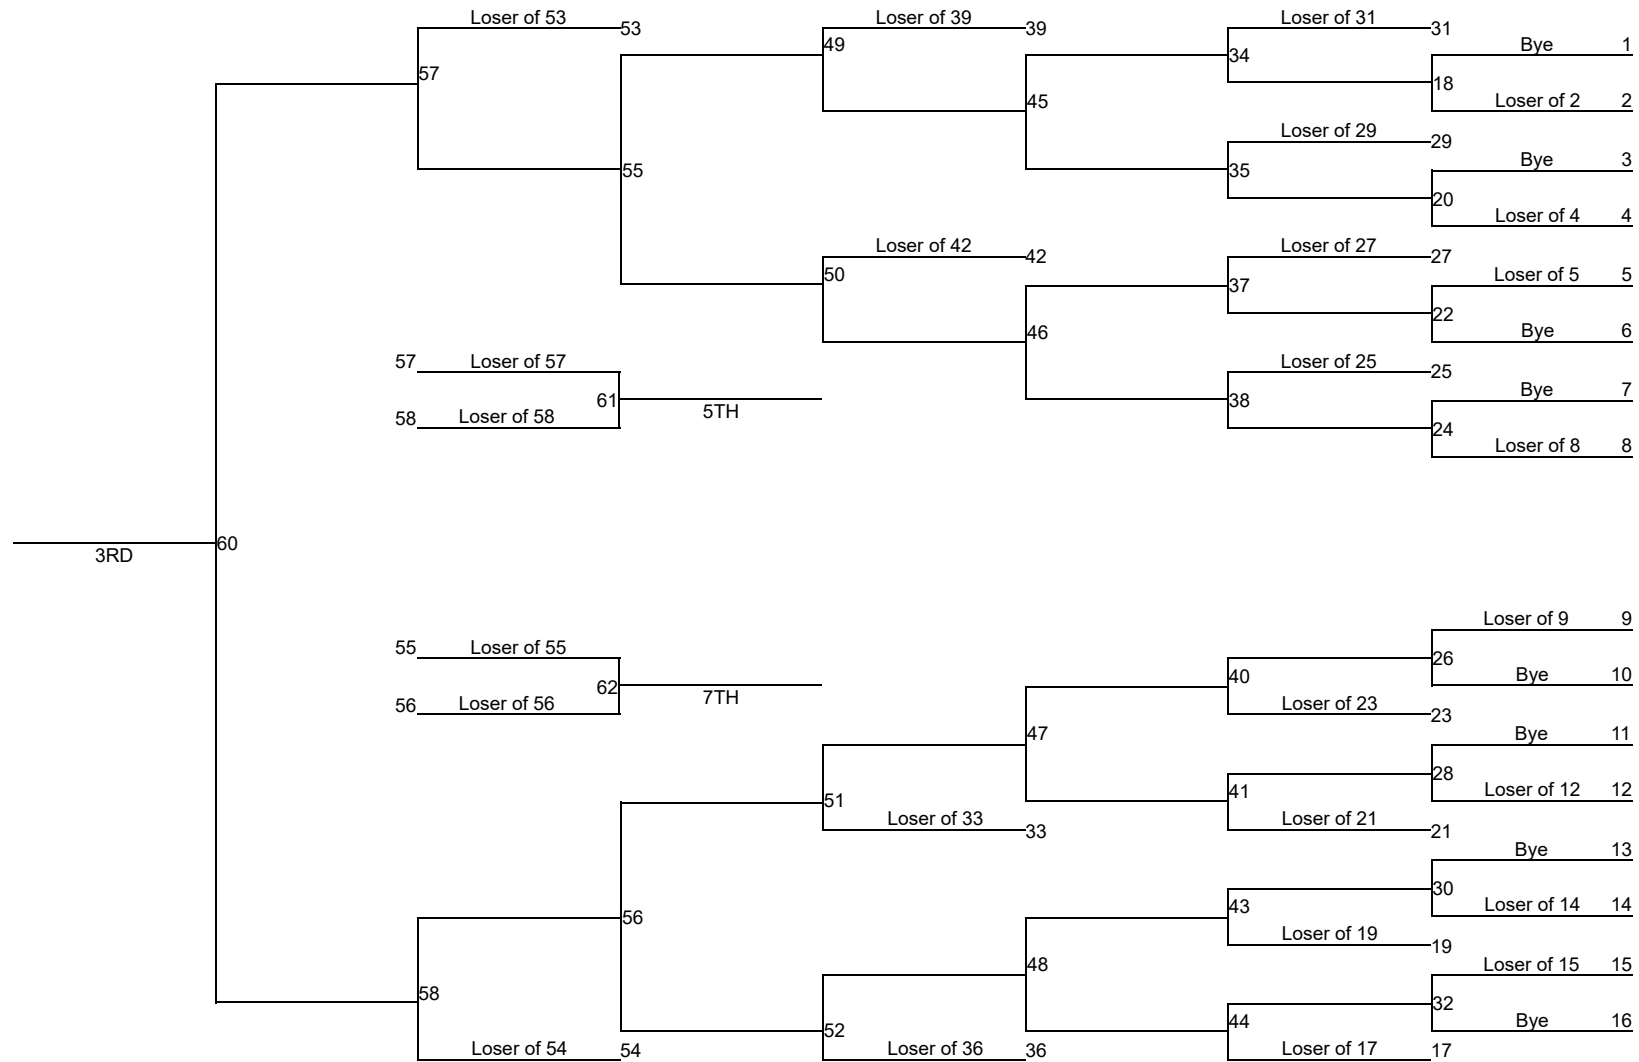 Loser of 53 53 Loser of 39 39 Loser of 31 31
49 Bye 1
34
57 18
45 Loser of 2 2
Loser of 29 29
Bye 3
55 35
20
Loser of 4 4
Loser of 42 42 Loser of 27 27
50 37 Loser of 5 5
22
46 Bye 6
57 Loser of 57 Loser of 25 25
61 5TH 38 Bye 7
58 Loser of 58 24
Loser of 8 8
60
3RD
Loser of 9 9
55 Loser of 55 26
62 7TH 40 Bye 10
56 Loser of 56 Loser of 23 23
47 Bye 11
28
51 41 Loser of 12 12
Loser of 33 33 Loser of 21 21
Bye 13
30
56 43 Loser of 14 14
Loser of 19 19
48 Loser of 15 15
58 32
52 44 Bye 16
Loser of 54 54 Loser of 36 36 Loser of 17 17